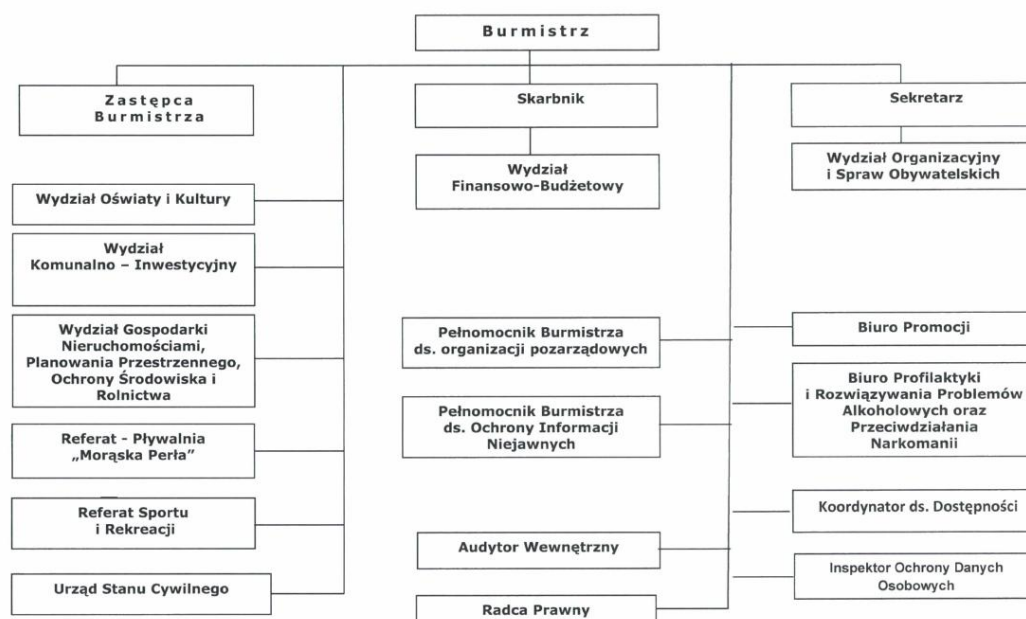 Burmistrz
Zastępca
Burmistrza
Skarbnik
Sekretarz
Wydział
Finansowo-Budżetowy
Wydział Organizacyjny
i Spraw Obywatelskich
Wydział Oświaty i Kultury
Wydział
Komunalno – Inwestycyjny
Wydział Gospodarki
Nieruchomościami,
Planowania Przestrzennego,
Ochrony Środowiska i
Rolnictwa
Referat - Pływalnia
„Morąska Perła”
Referat Sportu
i Rekreacji
Urząd Stanu Cywilnego
Pełnomocnik Burmistrza
ds. organizacji pozarządowych
Pełnomocnik Burmistrza
ds. Ochrony Informacji
Niejawnych
Audytor Wewnętrzny
Radca Prawny
Biuro Promocji
Biuro Profilaktyki
i Rozwiązywania Problemów
Alkoholowych oraz
Przeciwdziałania
Narkomanii
Koordynator ds. Dostępności
Inspektor Ochrony Danych
Osobowych